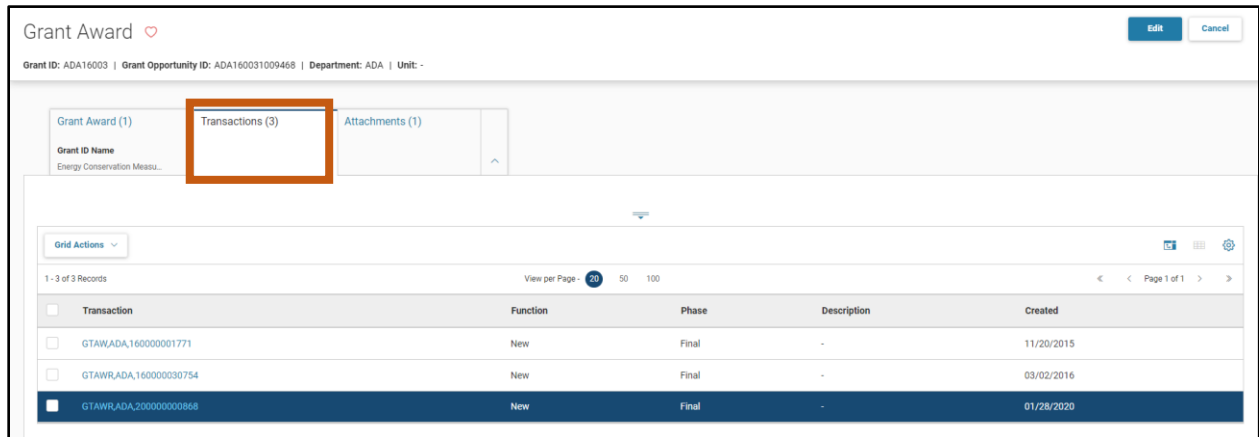 Grant Award
Edit
Cancel
Grant ID: ADA16003 | Grant Opportunity ID: ADA160031009468 | Department: ADA | Unit: -
Grant Award (1)
Transactions (3)
Attachments (1)
Grant ID Name
Energy Conservation Measu...
Grid Actions
1 - 3 of 3 Records
View per Page - 20 50 100
Page 1 of 1
Transaction Function Phase Description Created
GTAW,ADA,160000001771 New Final - 11/20/2015
GTAWR,ADA,160000030754 New Final - 03/02/2016
GTAWR,ADA,200000000868 New Final - 01/28/2020